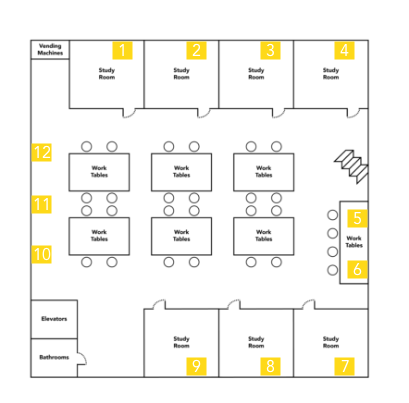 Vending
Machines
1
2
3
4
Study
Room
Study
Room
Study
Room
Study
Room
12
11
10
Work
Tables
Work
Tables
Work
Tables
Work
Tables
Work
Tables
Work
Tables
5
Work
Tables
6
Elevators
Bathrooms
Study
Room
Study
Room
Study
Room
9
8
7